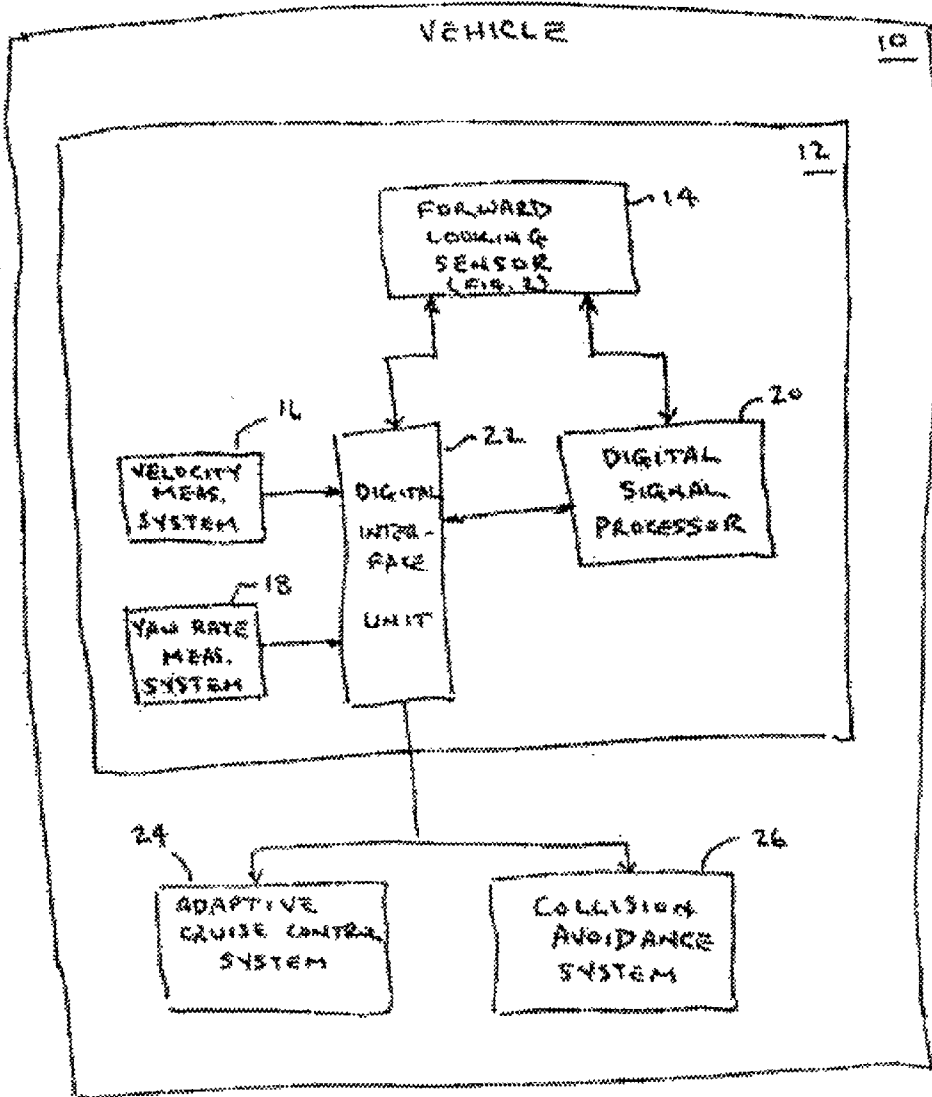 VEHICLE
10
12
FORWARD
LOOKING
SENSOR
(FIG. 2)
14
16
VELOCITY
MEAS.
SYSTEM
18
YAW RATE
MEAS.
SYSTEM
22
DIGITAL
INTER-
FACE
UNIT
20
DIGITAL
SIGNAL
PROCESSOR
24
ADAPTIVE
CRUISE CONTROL
SYSTEM
26
COLLISION
AVOIDANCE
SYSTEM